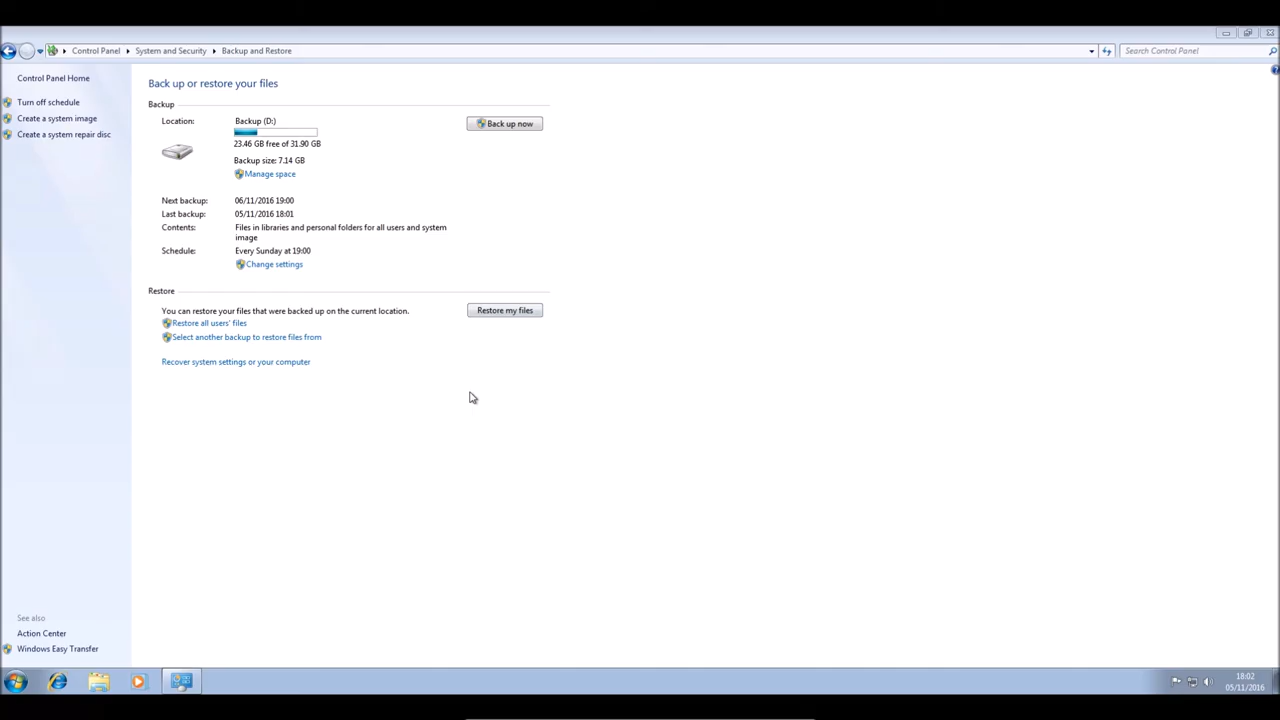 Control Panel
System and Security
Backup and Restore
Search Control Panel
Control Panel Home
Turn off schedule
Create a system image
Create a system repair disc
Back up or restore your files
Backup
Location:
Backup (D:)
Back up now
23.46 GB free of 31.90 GB
Backup size: 7.14 GB
Manage space
Next backup: 06/11/2016 19:00
Last backup: 05/11/2016 18:01
Contents: Files in libraries and personal folders for all users and system
image
Schedule: Every Sunday at 19:00
Change settings
Restore
You can restore your files that were backed up on the current location.
Restore my files
Restore all users' files
Select another backup to restore files from
Recover system settings or your computer
See also
Action Center
Windows Easy Transfer
18:02
05/11/2016